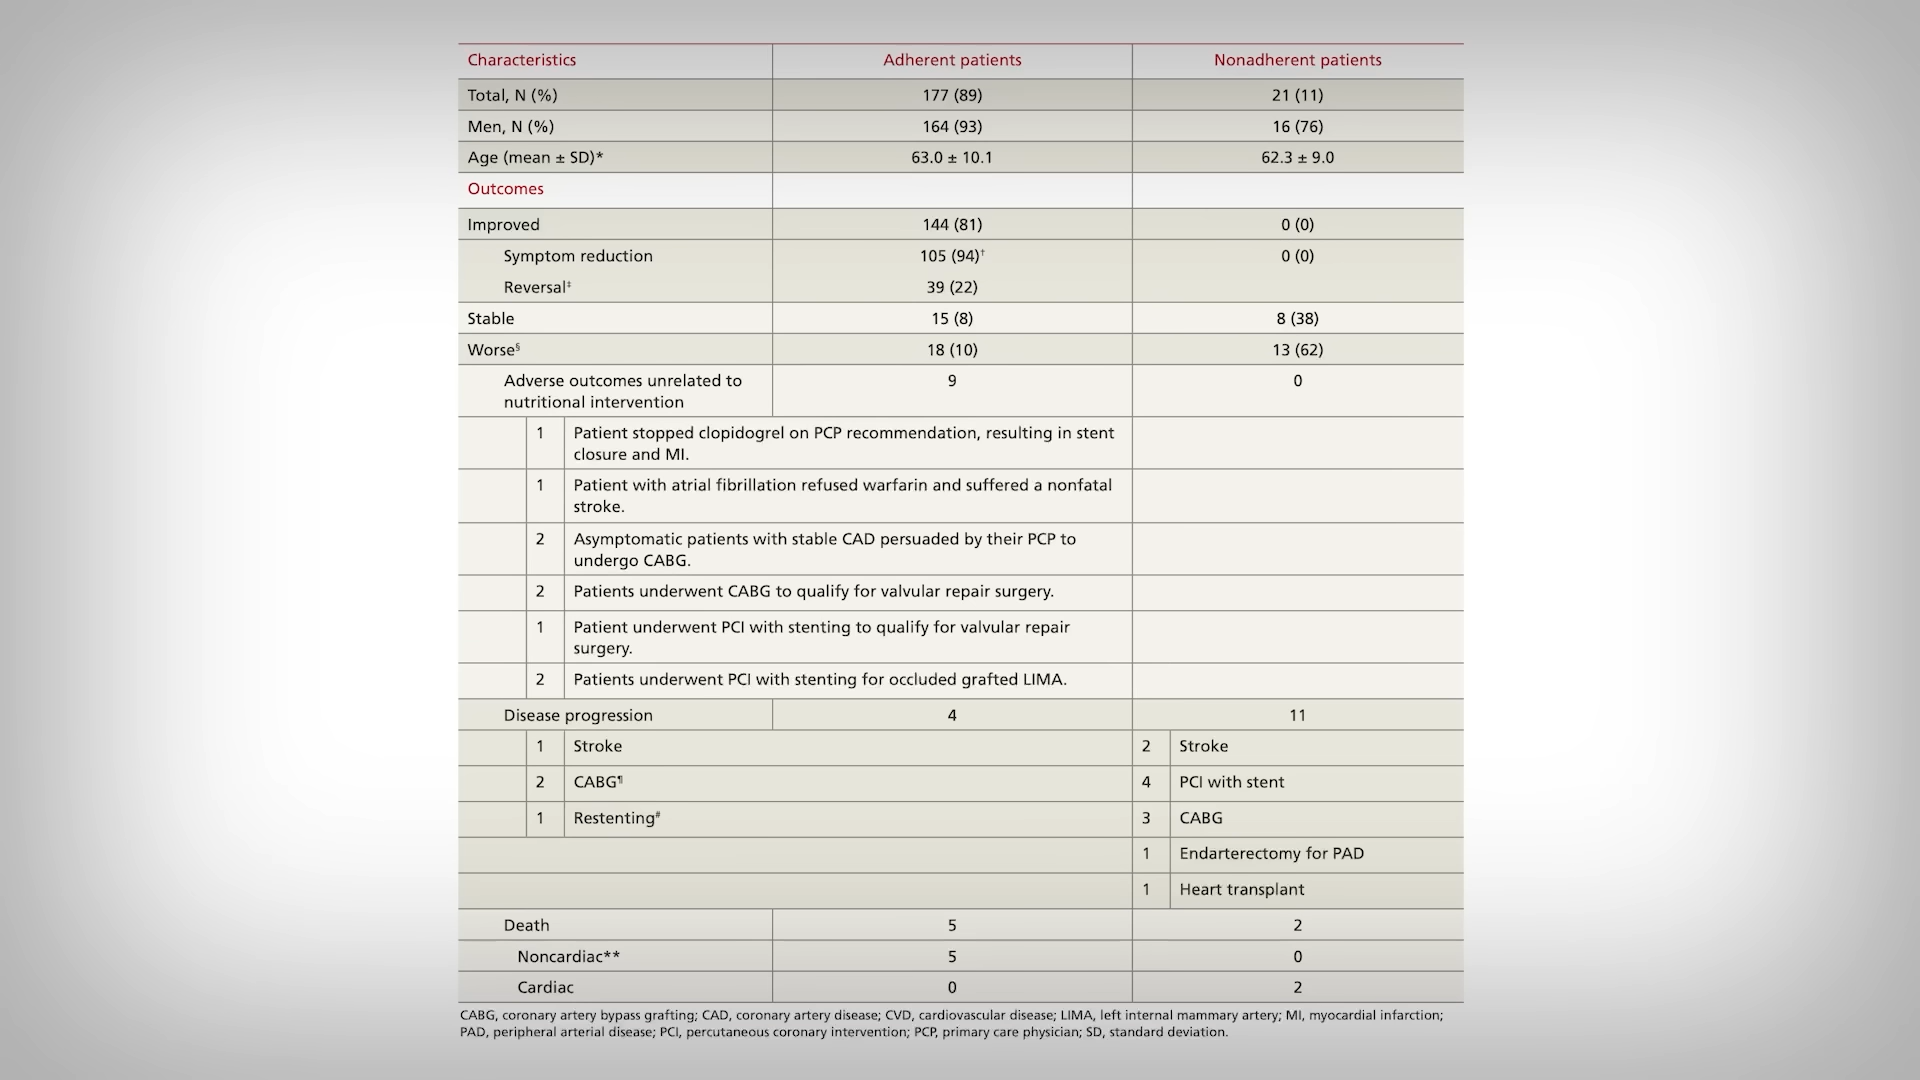 Characteristics Adherent patients Nonadherent patients
Total, N (%) 177 (89) 21 (11)
Men, N (%) 164 (93) 16 (76)
Age (mean ± SD)* 63.0 ± 10.1 62.3 ± 9.0
Outcomes
Improved 144 (81) 0 (0)
Symptom reduction 105 (94)† 0 (0)
Reversal‡ 39 (22)
Stable 15 (8) 8 (38)
Worse§ 18 (10) 13 (62)
Adverse outcomes unrelated to 9 0
nutritional intervention
1 Patient stopped clopidogrel on PCP recommendation, resulting in stent
closure and MI.
1 Patient with atrial fibrillation refused warfarin and suffered a nonfatal
stroke.
2 Asymptomatic patients with stable CAD persuaded by their PCP to
undergo CABG.
2 Patients underwent CABG to qualify for valvular repair surgery.
1 Patient underwent PCI with stenting to qualify for valvular repair
surgery.
2 Patients underwent PCI with stenting for occluded grafted LIMA.
Disease progression 4 11
1 Stroke 2 Stroke
2 CABG¶ 4 PCI with stent
1 Restenting# 3 CABG
1 Endarterectomy for PAD
1 Heart transplant
Death 5 2
Noncardiac** 5 0
Cardiac 0 2
CABG, coronary artery bypass grafting; CAD, coronary artery disease; CVD, cardiovascular disease; LIMA, left internal mammary artery; MI, myocardial infarction;
PAD, peripheral arterial disease; PCI, percutaneous coronary intervention; PCP, primary care physician; SD, standard deviation.